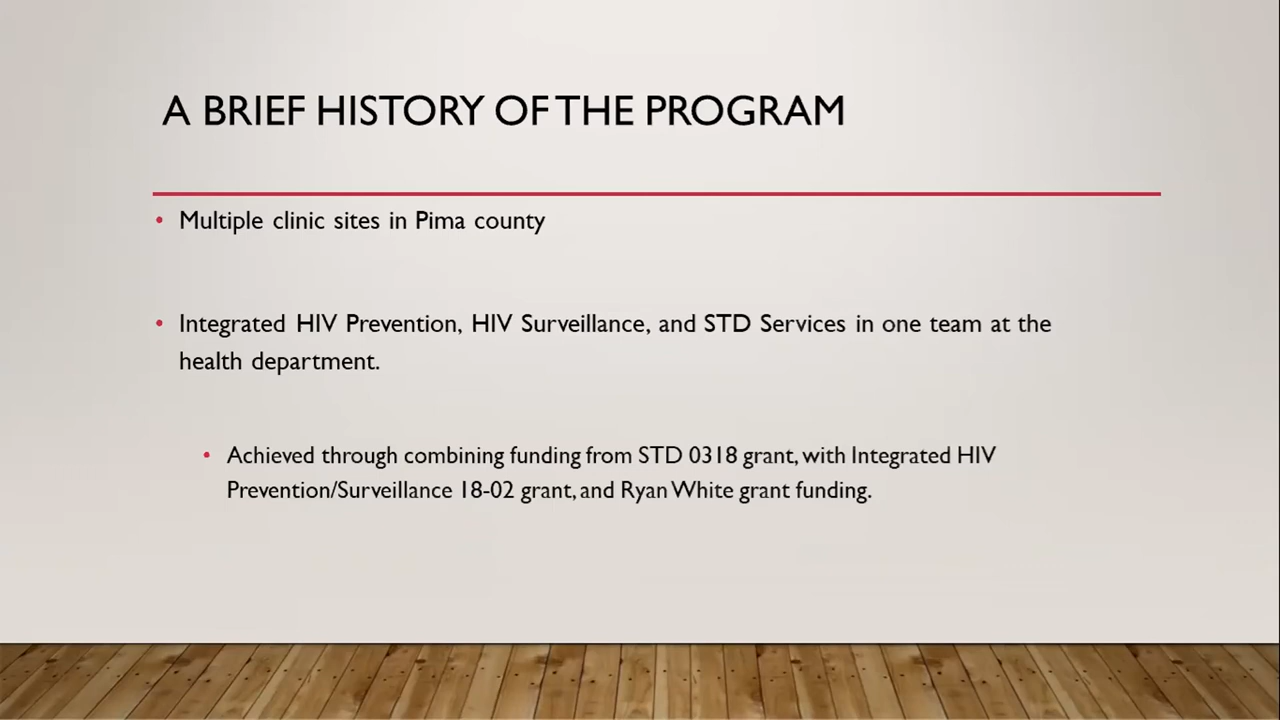 A BRIEF HISTORY OF THE PROGRAM
• Multiple clinic sites in Pima county
• Integrated HIV Prevention, HIV Surveillance, and STD Services in one team at the
health department.
• Achieved through combining funding from STD 0318 grant, with Integrated HIV
Prevention/Surveillance 18-02 grant, and Ryan White grant funding.